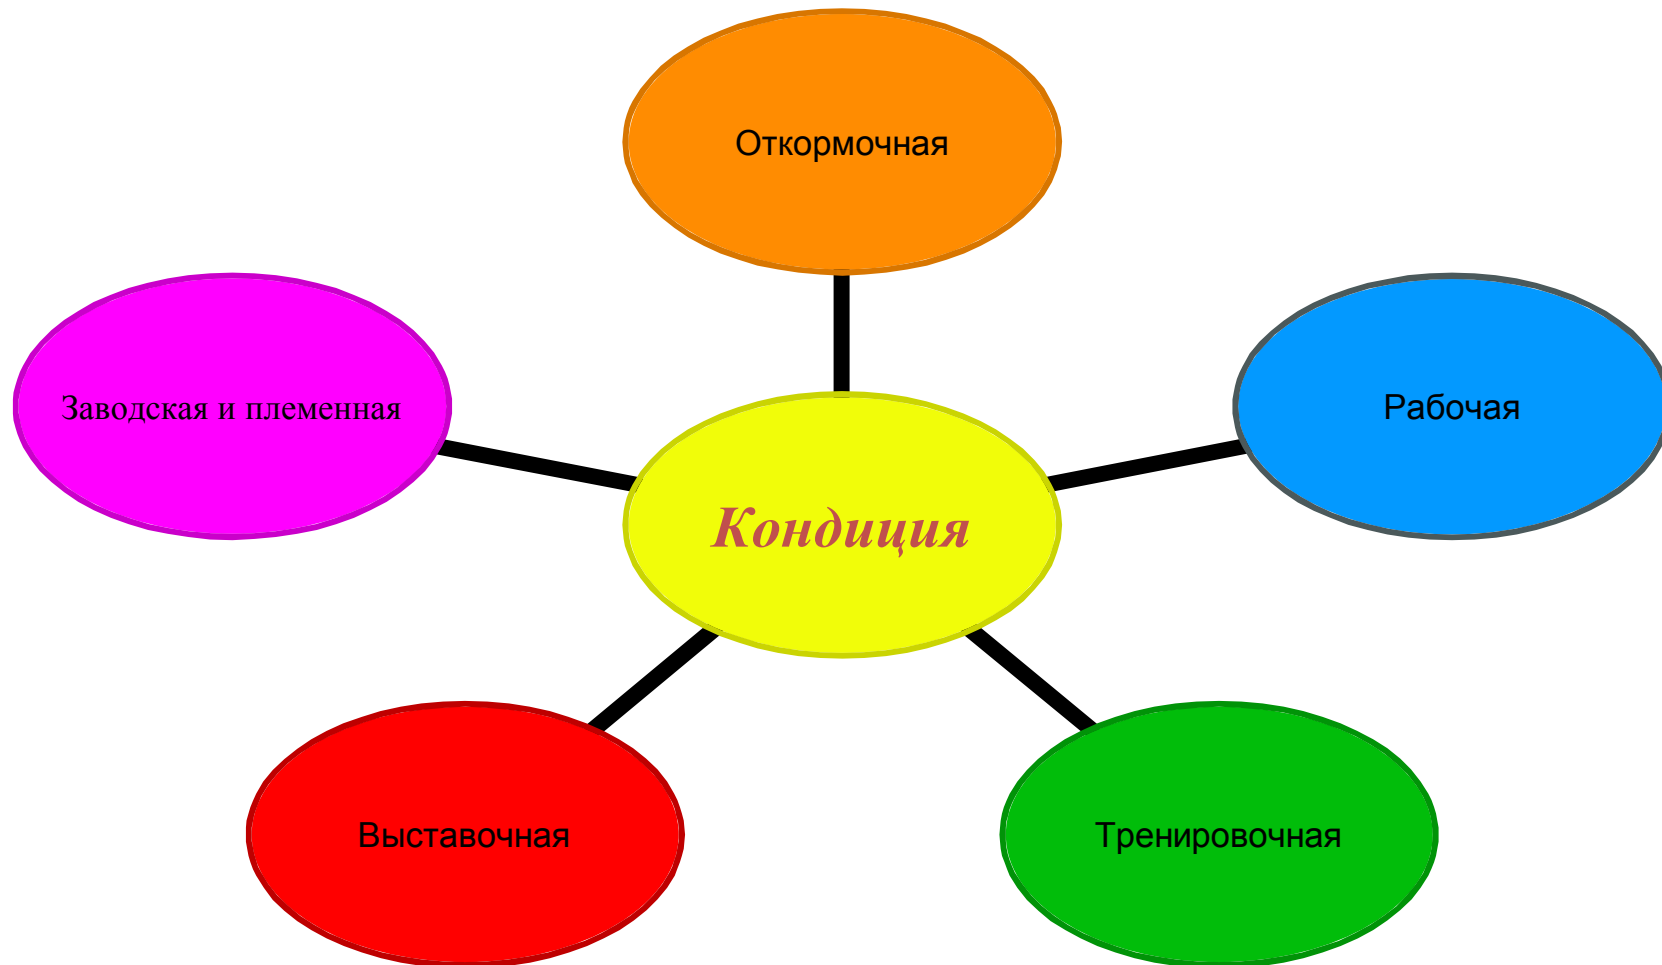 Откормочная
Заводская и племенная
Рабочая
Кондиция
Выставочная
Тренировочная